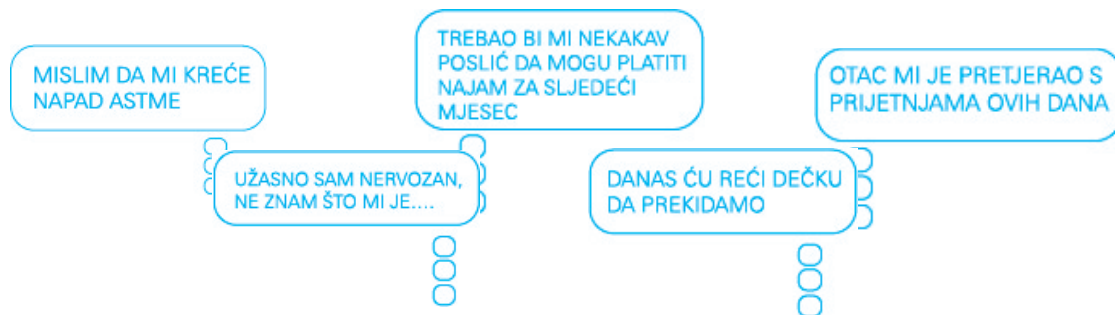 MISLIM DA MI KREĆE
NAPAD ASTME
UŽASNO SAM NERVOZAN,
NE ZNAM ŠTO MI JE....
TREBAO BI MI NEKAKAV
POSLIĆ DA MOGU PLATITI
NAJAM ZA SLJEDEĆI
MJESEC
DANAS ĆU REĆI DEČKU
DA PREKIDAMO
OTAC MI JE PRETJERAO S
PRIJETNJAMA OVIH DANA